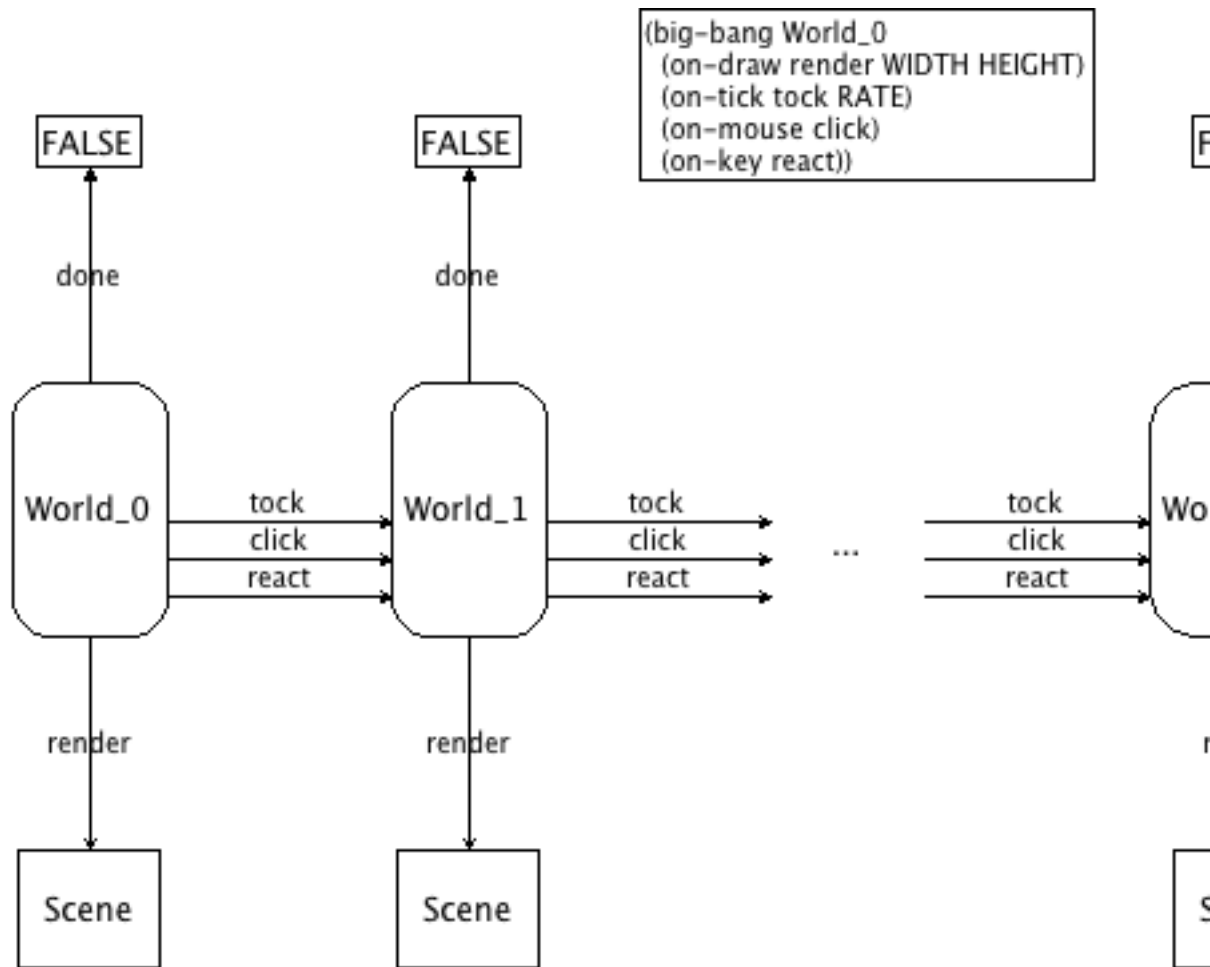 (big-bang World_0
(on-draw render WIDTH HEIGHT)
(on-tick tock RATE)
(on-mouse click)
(on-key react))
FALSE
FALSE
done
done
World_0
tock
click
react
World_1
tock
click
react
...
tock
click
react
render
render
Scene
Scene